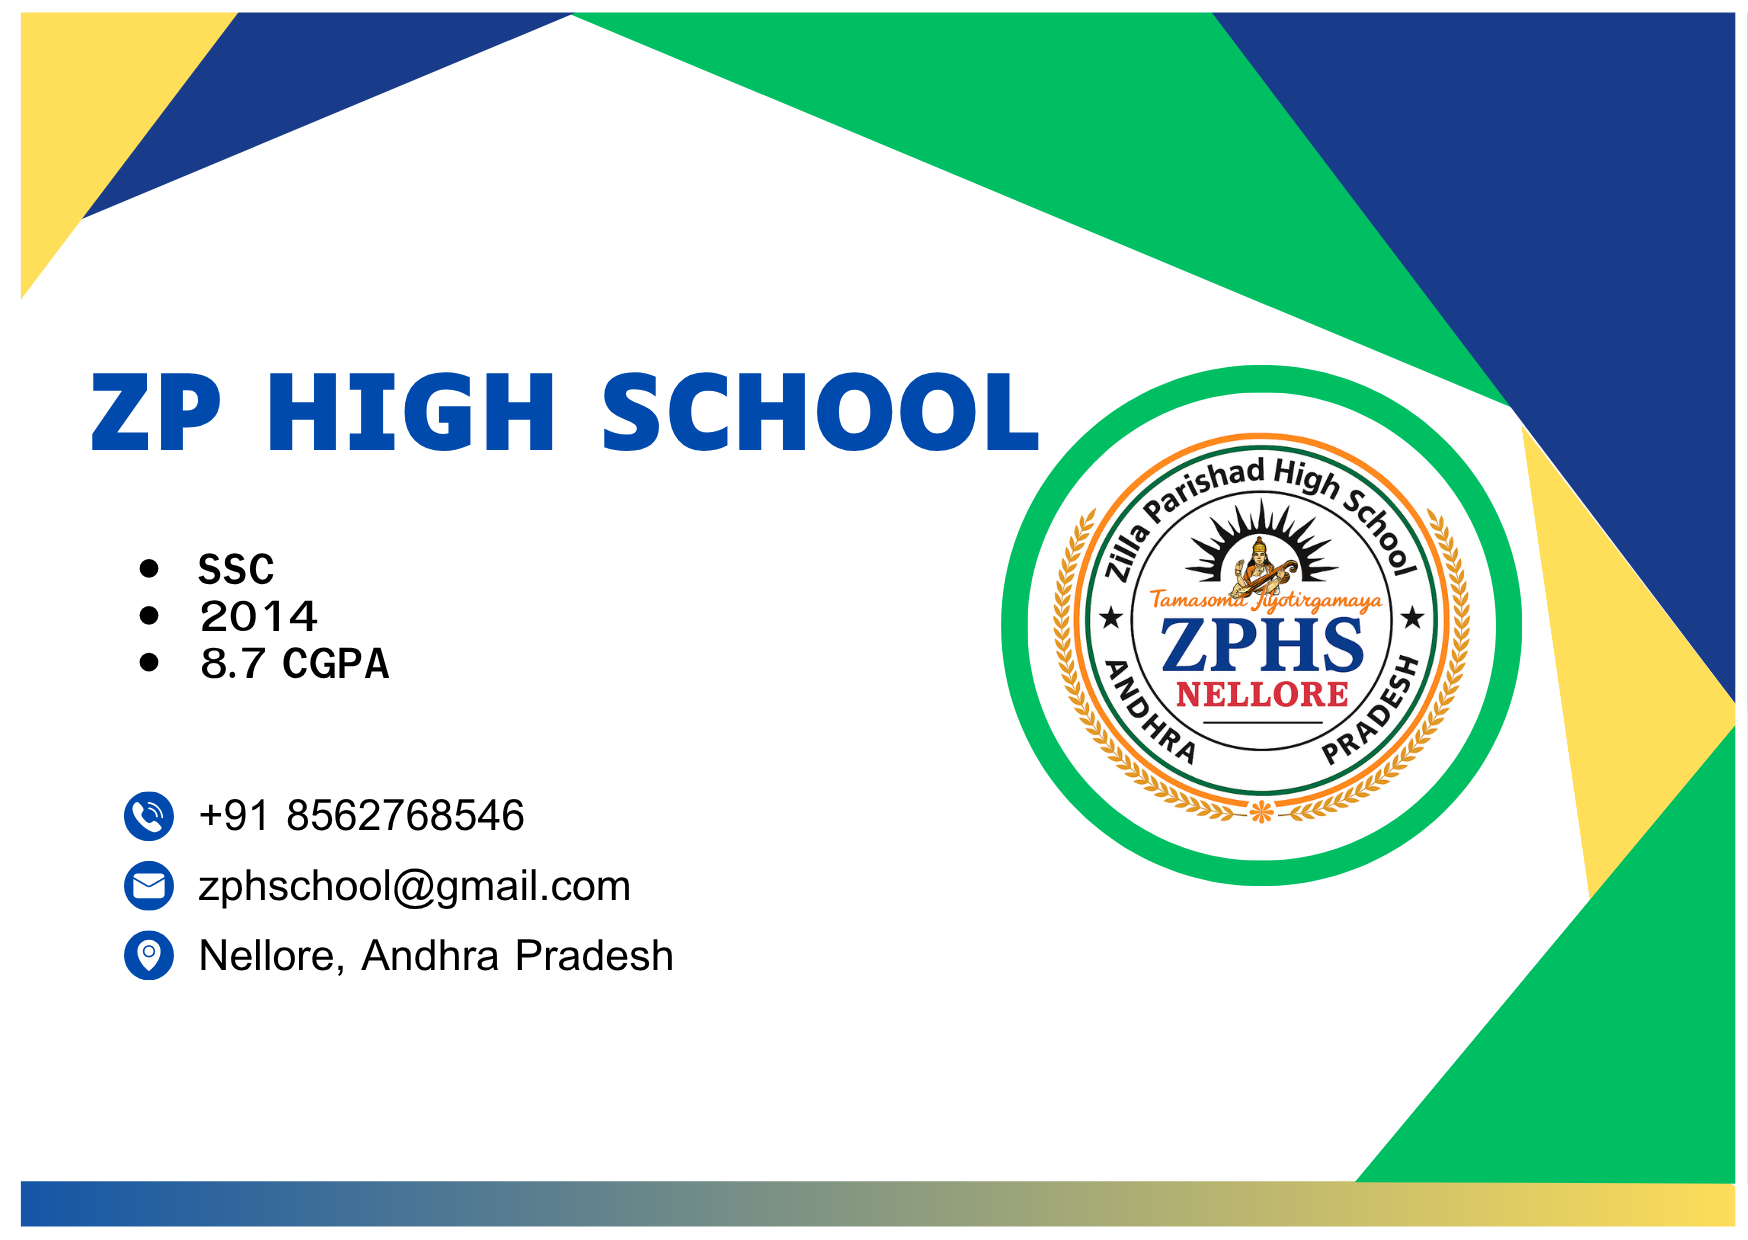 ZP HIGH SCHOOL
SSC
2014
8.7 CGPA
+91 8562768546
zphschool@gmail.com
Nellore, Andhra Pradesh
Zilla Parishad High School
Tamasoma Jyotirgamaya
ZPHS
NELLORE
ANDHRA PRADESH